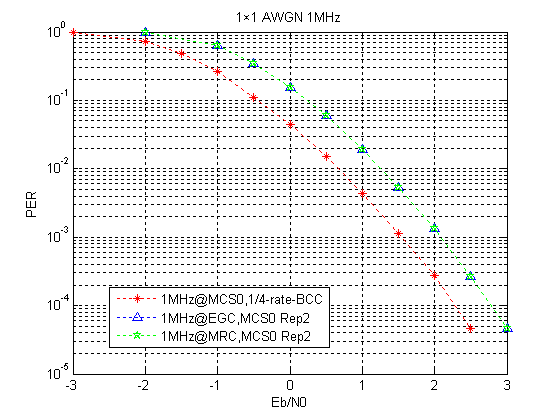 1×1 AWGN 1MHz
10^0
10^-1
10^-2
10^-3
10^-4
10^-5
PER
1MHz@MCS0,1/4-rate-BCC
1MHz@EGC,MCS0 Rep2
1MHz@MRC,MCS0 Rep2
-3 -2 -1 0 1 2 3
Eb/N0